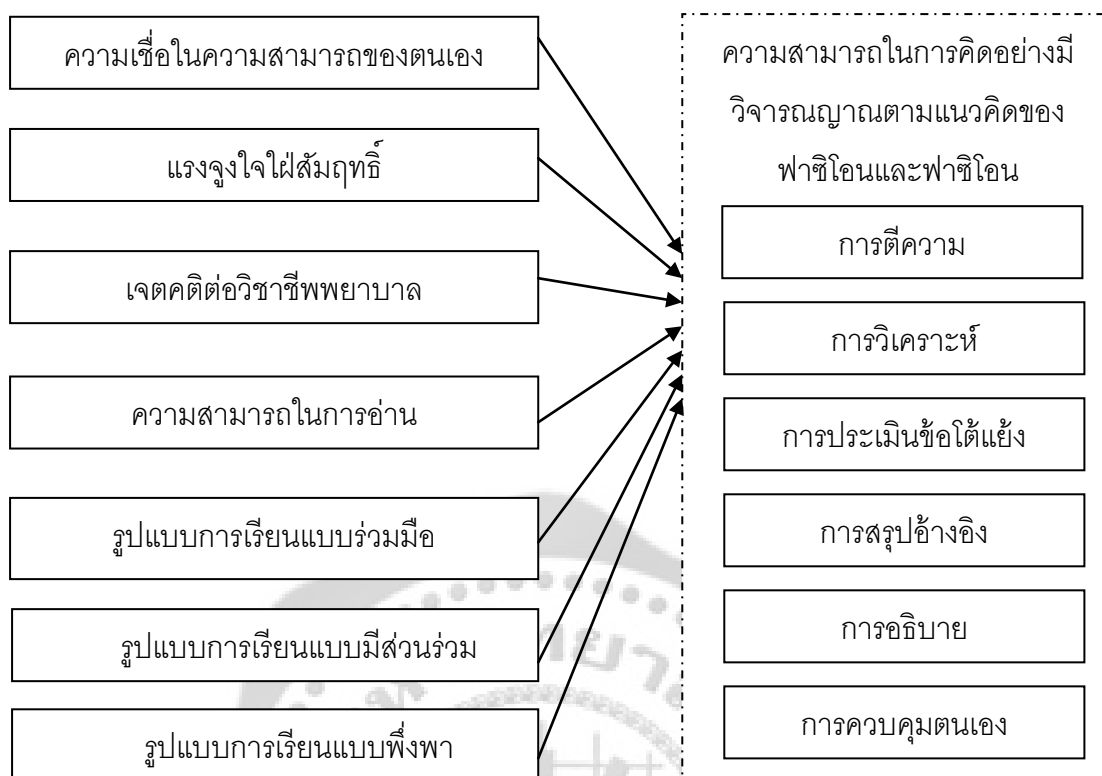 ความเชื่อในความสามารถของตนเอง
แรงจูงใจใฝ่สัมฤทธิ์
เจตคติต่อวิชาชีพพยาบาล
ความสามารถในการอ่าน
รูปแบบการเรียนแบบร่วมมือ
รูปแบบการเรียนแบบมีส่วนร่วม
รูปแบบการเรียนแบบพึ่งพา
ความสามารถในการคิดอย่างมี
วิจารณญาณตามแนวคิดของ
ฟาซิโอนและฟาซิโอน
การตีความ
การวิเคราะห์
การประเมินข้อโต้แย้ง
การสรุปอ้างอิง
การอธิบาย
การควบคุมตนเอง